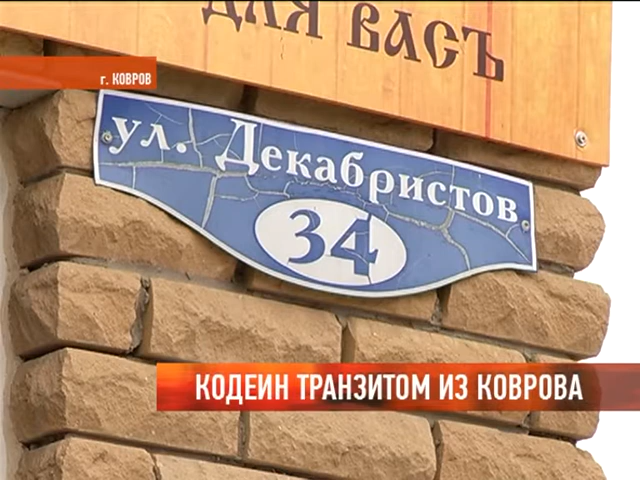 ДЛЯ ВАСЪ
г. КОВРОВ
ул. Декабристов
34
КОДЕИН ТРАНЗИТОМ ИЗ КОВРОВА